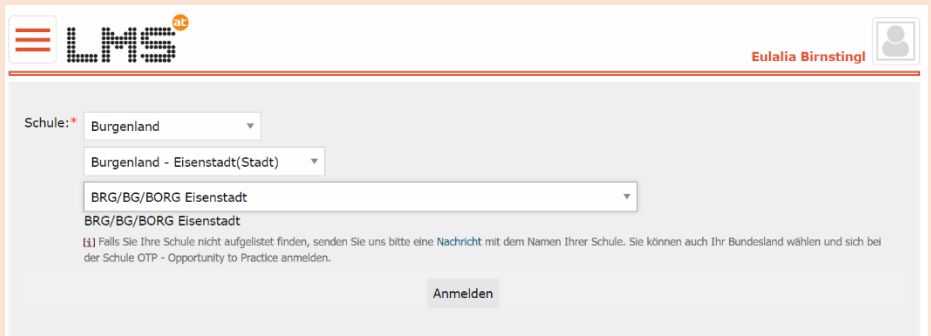 LMS at
Eulalia Birnstingl
Schule:* Burgenland
Burgenland - Eisenstadt(Stadt)
BRG/BG/BORG Eisenstadt
BRG/BG/BORG Eisenstadt
[i] Falls Sie Ihre Schule nicht aufgelistet finden, senden Sie uns bitte eine Nachricht mit dem Namen Ihrer Schule. Sie können auch Ihr Bundesland wählen und sich bei
der Schule OTP - Opportunity to Practice anmelden.
Anmelden